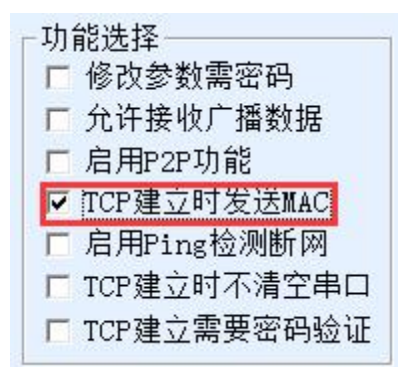 功能选择
修改参数需密码
允许接收广播数据
启用P2P功能
TCP建立时发送MAC
启用Ping检测断网
TCP建立时不清空串口
TCP建立需要密码验证